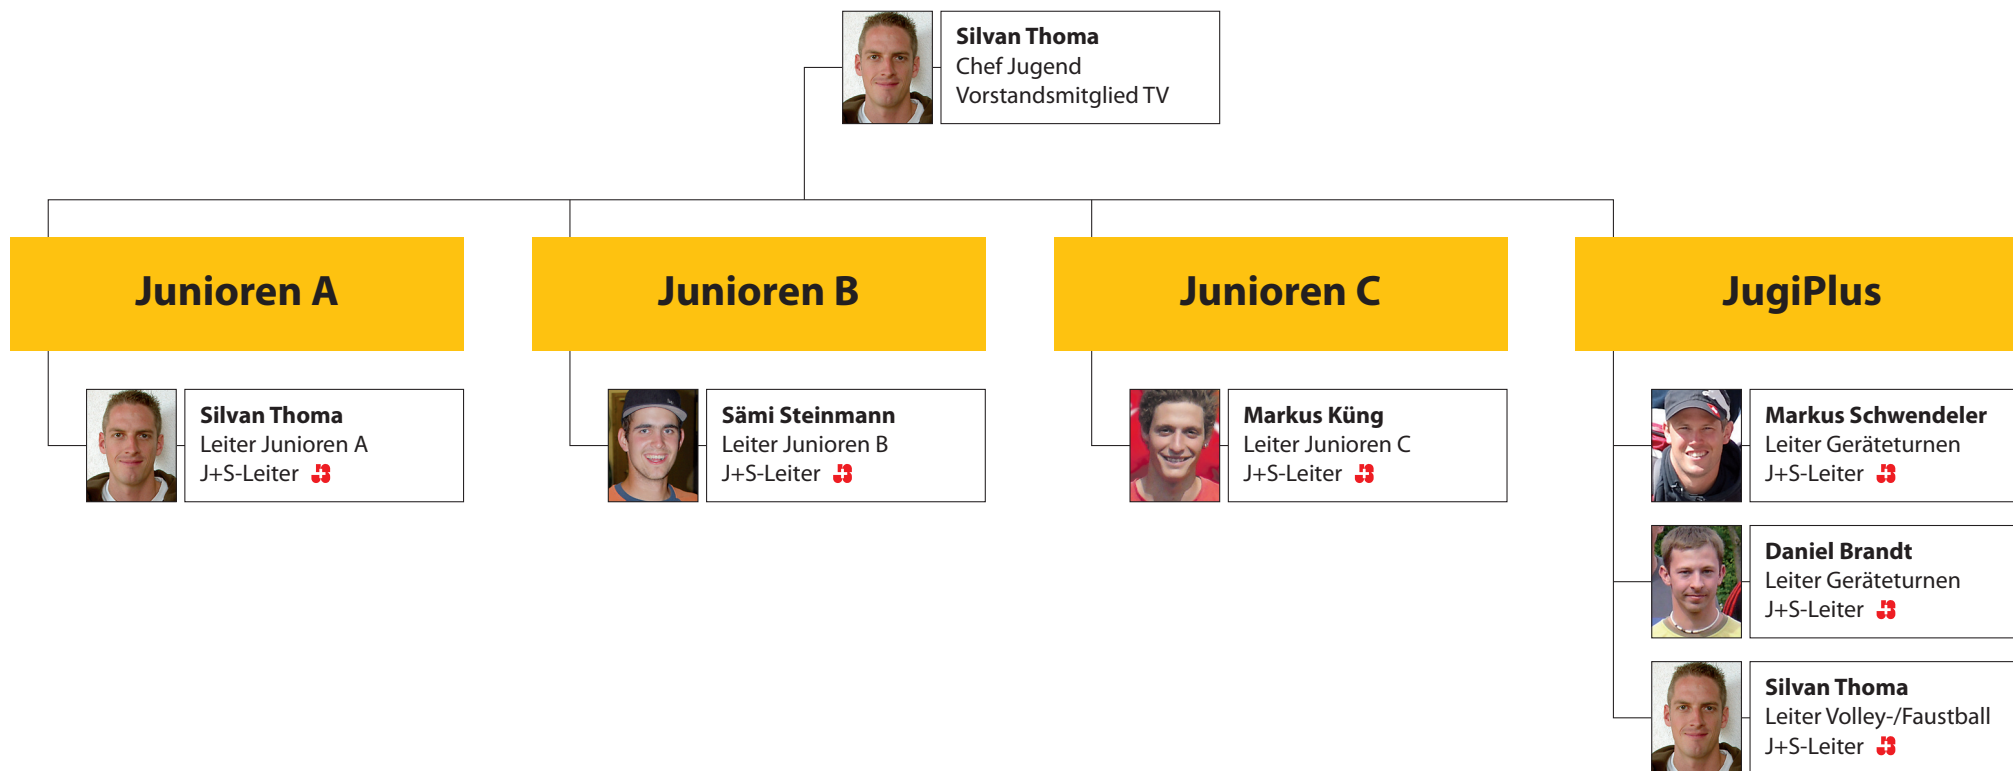 Silvan Thoma
Chef Jugend
Vorstandsmitglied TV
Junioren A
Junioren B
Junioren C
JugiPlus
Silvan Thoma
Leiter Junioren A
J+S-Leiter
Sämi Steinmann
Leiter Junioren B
J+S-Leiter
Markus Küng
Leiter Junioren C
J+S-Leiter
Markus Schwendeler
Leiter Geräteturnen
J+S-Leiter
Daniel Brandt
Leiter Geräteturnen
J+S-Leiter
Silvan Thoma
Leiter Volley-/Faustball
J+S-Leiter